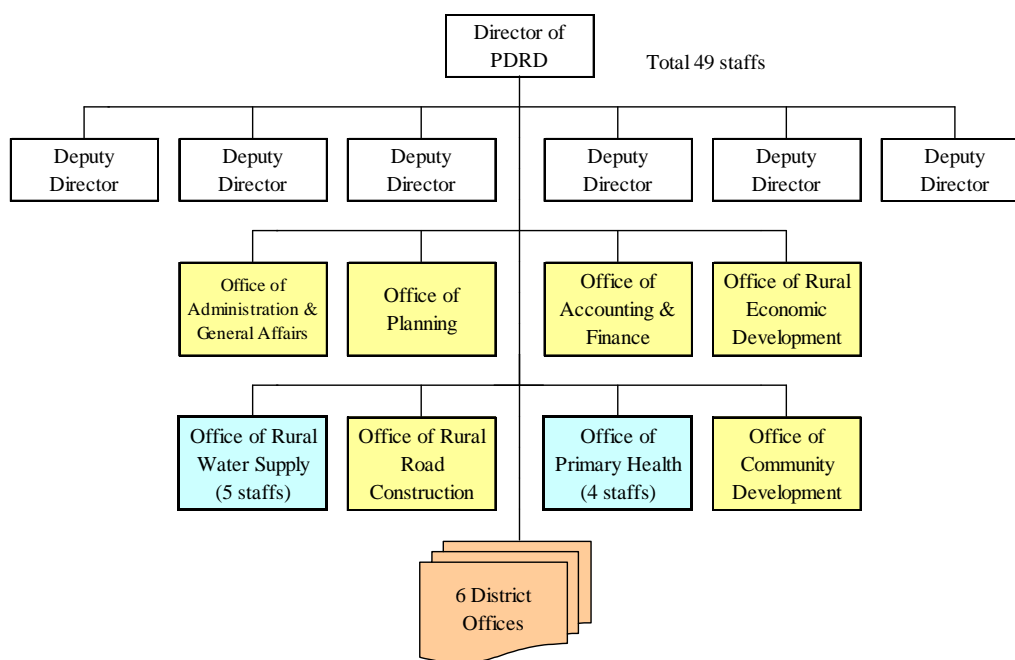 Director of
PDRD
Total 49 staffs
Deputy
Director
Deputy
Director
Deputy
Director
Deputy
Director
Deputy
Director
Deputy
Director
Office of
Administration &
General Affairs
Office of
Planning
Office of
Accounting &
Finance
Office of Rural
Economic
Development
Office of Rural
Water Supply
(5 staffs)
Office of Rural
Road
Construction
Office of
Primary Health
(4 staffs)
Office of
Community
Development
6 District
Offices